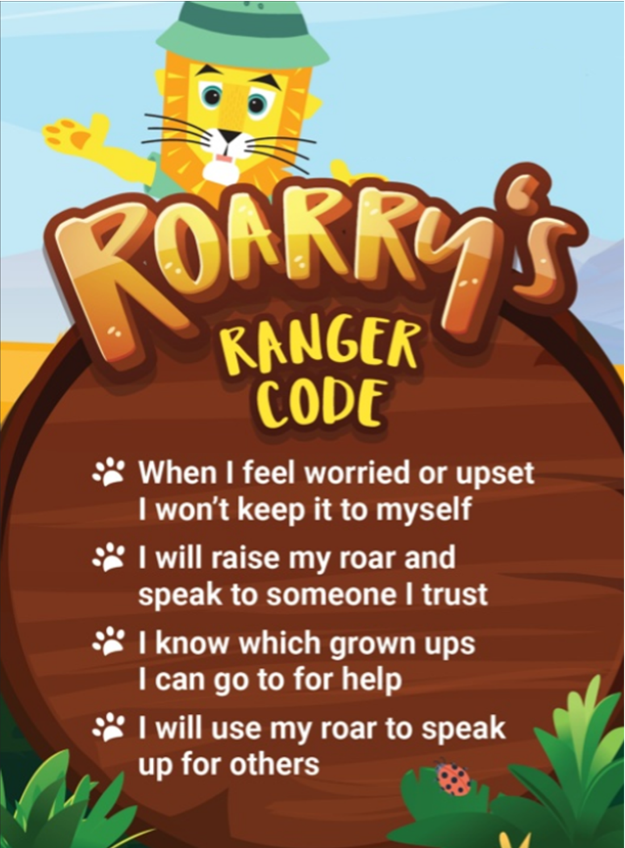 ROARRY's
RANGER
CODE
When I feel worried or upset
I won't keep it to myself
I will raise my roar and
speak to someone I trust
I know which grown ups
I can go to for help
I will use my roar to speak
up for others